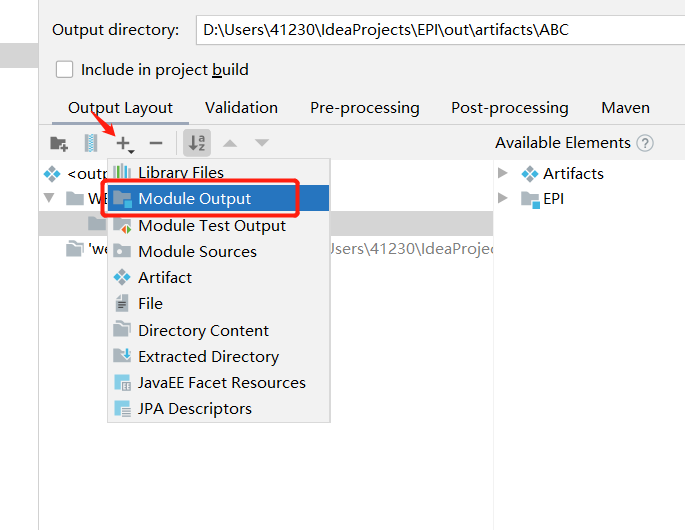 Output directory: D:\Users\41230\IdeaProjects\EPI\out\artifacts\ABC
Include in project build
Output Layout Validation Pre-processing Post-processing Maven
Available Elements ?
<outp
Library Files
Artifacts
WE
Module Output
EPI
Module Test Output
'we
Module Sources
Users\41230\IdeaProjec
Artifact
File
Directory Content
Extracted Directory
JavaEE Facet Resources
JPA Descriptors